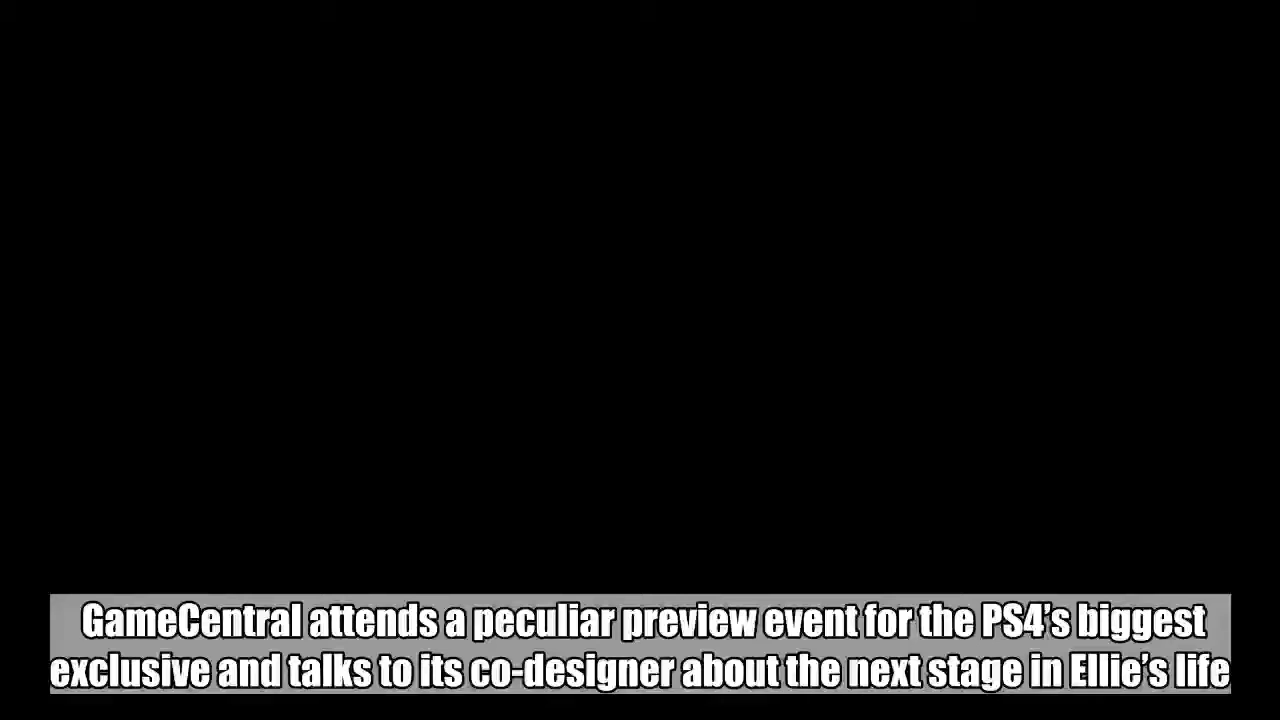 GameCentral attends a peculiar preview event for the PS4’s biggest
exclusive and talks to its co-designer about the next stage in Ellie’s life